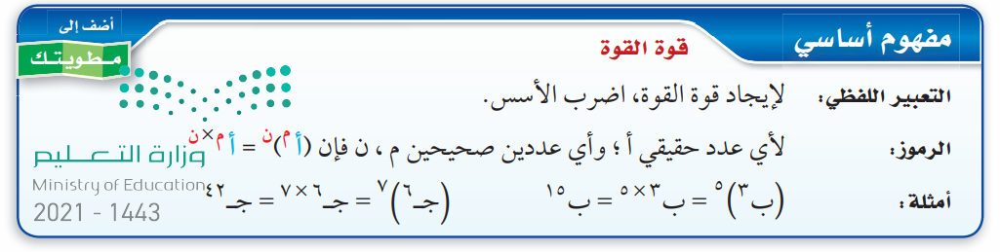 مفهوم أساسي
أضف إلى
مـطويتـك
قوة القوة
التعبير اللفظي: لإيجاد قوة القوة، اضرب الأسس.
الرموز: لأي عدد حقيقي أ ؛ وأي عددين صحيحين م ، ن فإن (أ^م)^ن = أ^(م×ن)
أمثلة: (ب^٣)^٥ = ب^(٣×٥) = ب^١٥ (جـ^٦)^٧ = جـ^(٦×٧) = جـ^٤٢
وزارة التعـــليم
Ministry of Education
2021 - 1443